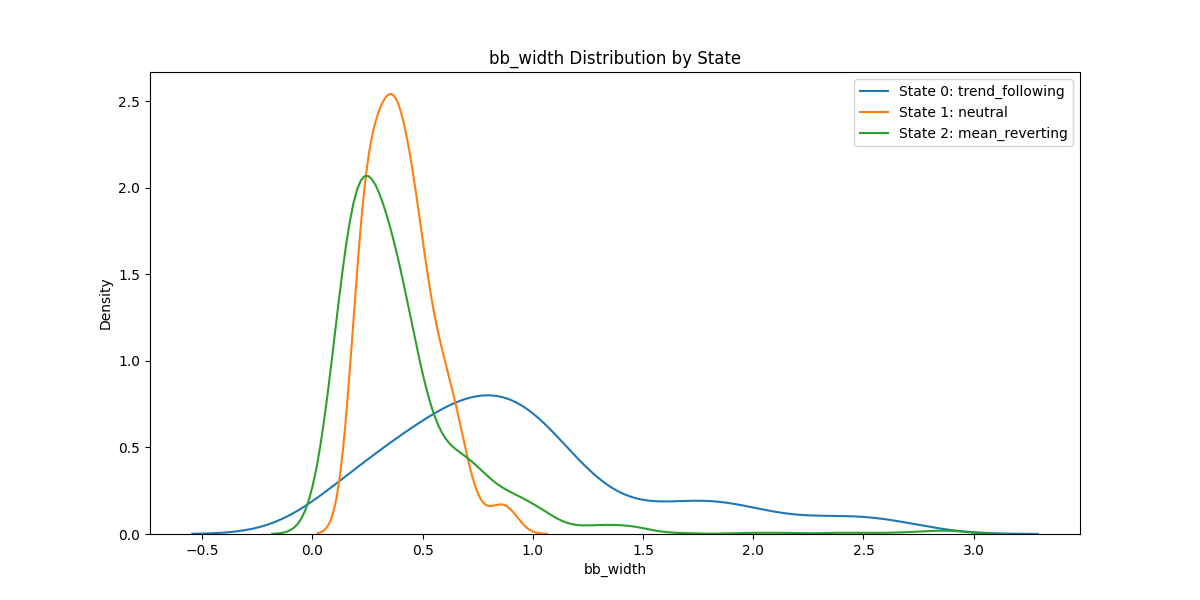 bb_width Distribution by State
State 0: trend_following
State 1: neutral
State 2: mean_reverting
Density
2.5
2.0
1.5
1.0
0.5
0.0
−0.5 0.0 0.5 1.0 1.5 2.0 2.5 3.0
bb_width